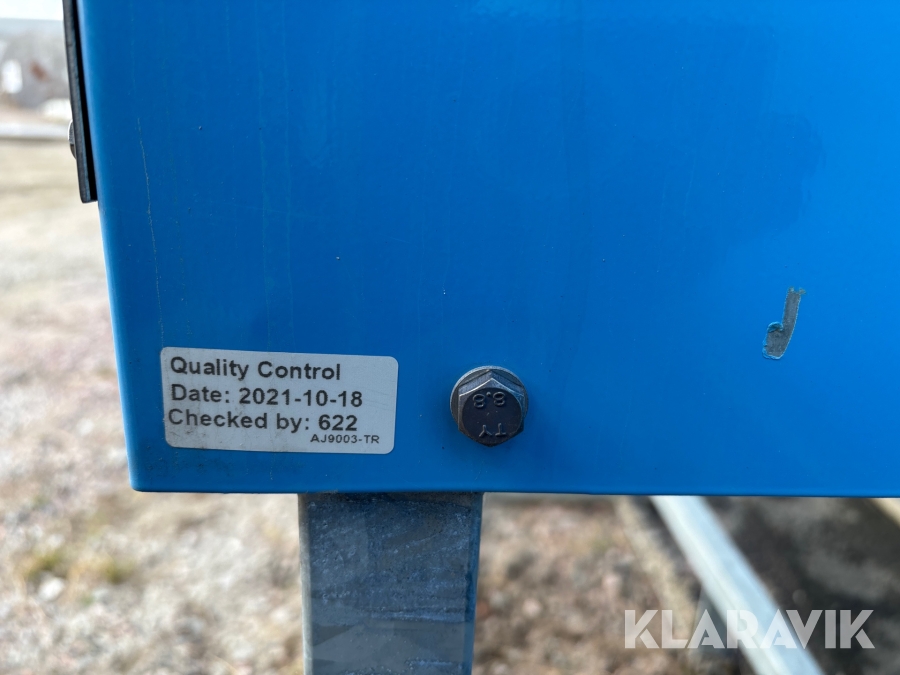 Quality Control
Date: 2021-10-18
Checked by: 622
AJ9003-TR
8.8
TY
KLARAVIK